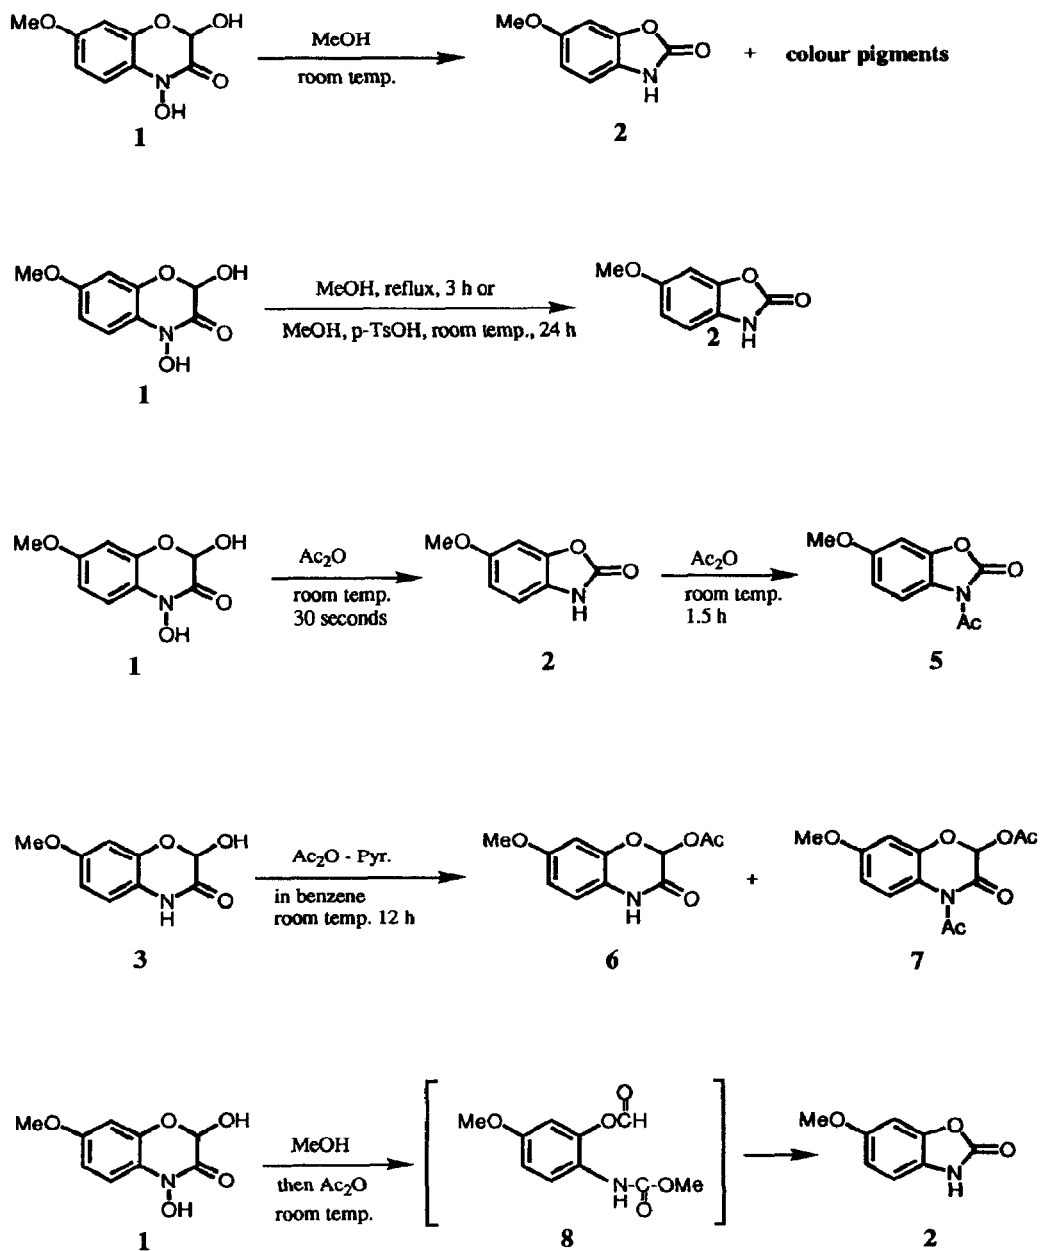 MeO O OH MeOH MeO O O + colour pigments
N O room temp. N
OH H
1 2
MeO O OH MeOH, reflux, 3 h or MeO O O
N O MeOH, p-TsOH, room temp., 24 h 2 N
OH H
1
MeO O OH Ac2O MeO O O Ac2O MeO O O
N O room temp. N room temp. N
OH 30 seconds H 1.5 h Ac
1 2 5
MeO O OH Ac2O - Pyr. MeO O OAc + MeO O OAc
N O in benzene N O N O
H room temp. 12 h H Ac
3 6 7
O
MeO O OH MeOH MeO OCH MeO O O
N O then Ac2O N-C-OMe N
OH room temp. H O H
1 8 2